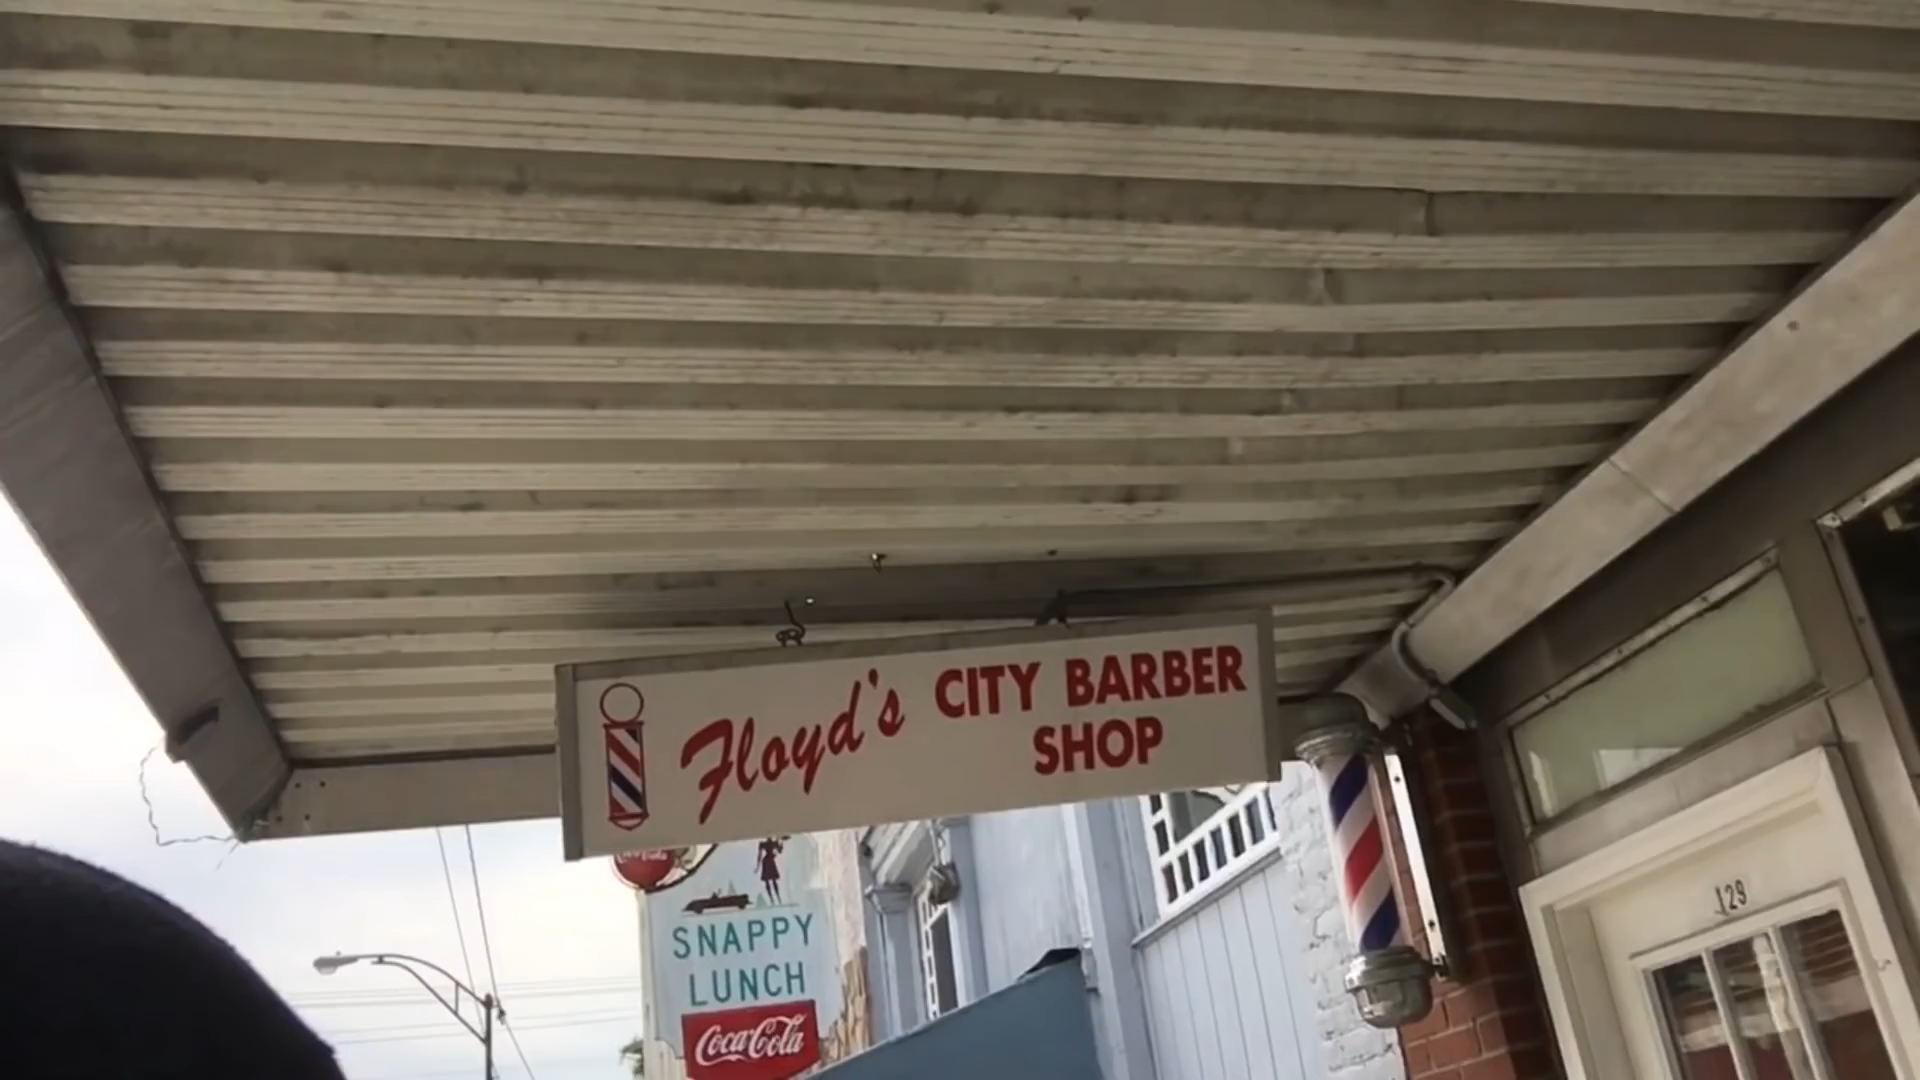 Floyd's CITY BARBER
SHOP
SNAPPY
LUNCH
Coca-Cola
129